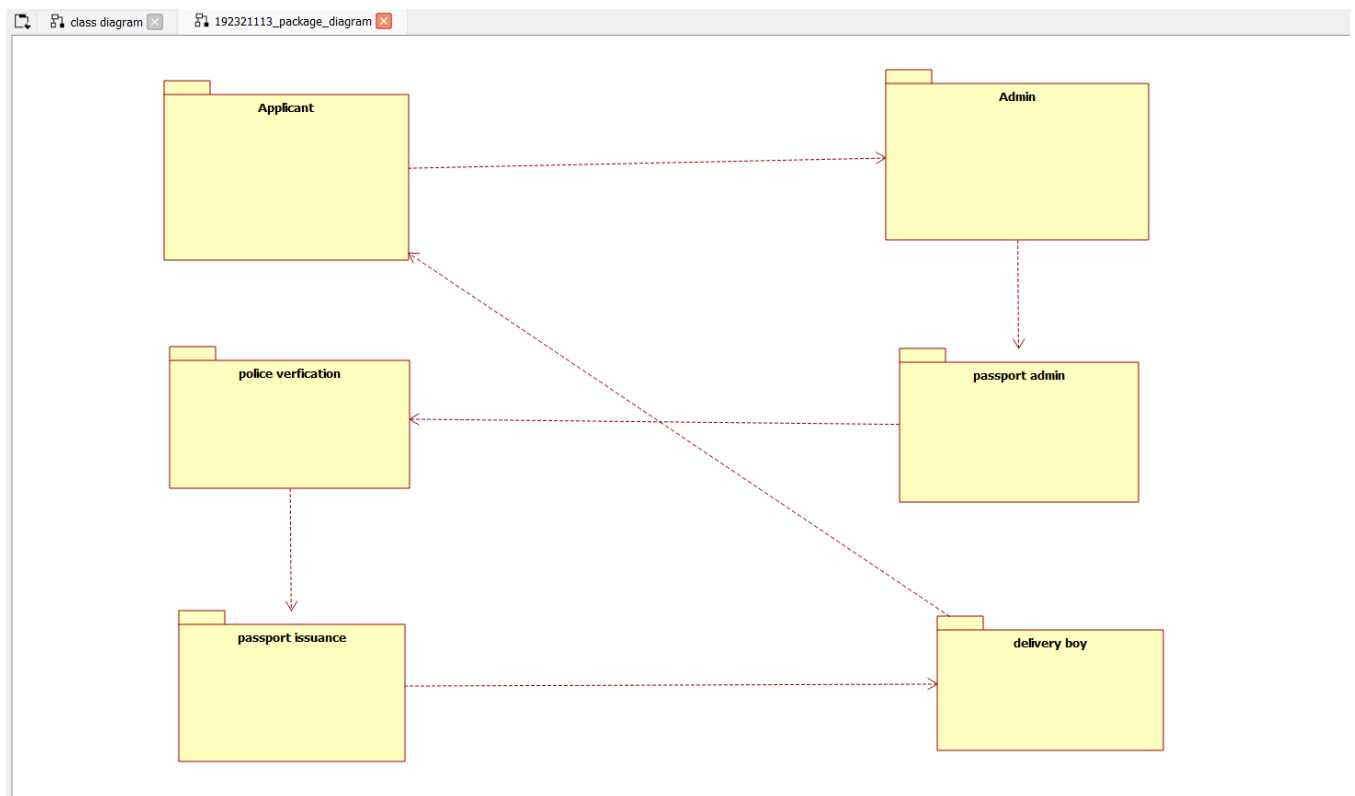 class diagram
192321113_package_diagram
Applicant
Admin
police verfication
passport admin
passport issuance
delivery boy